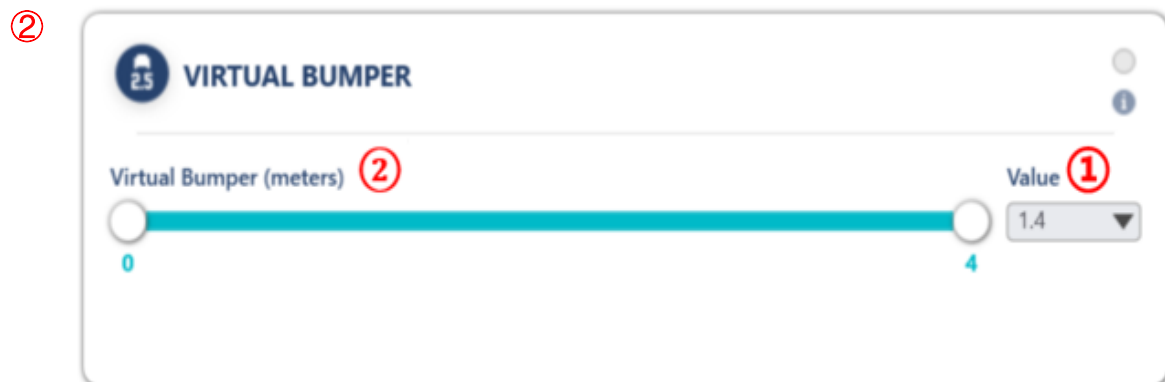 ②
2.5 VIRTUAL BUMPER
Virtual Bumper (meters) ② Value ①
1.4
0 4